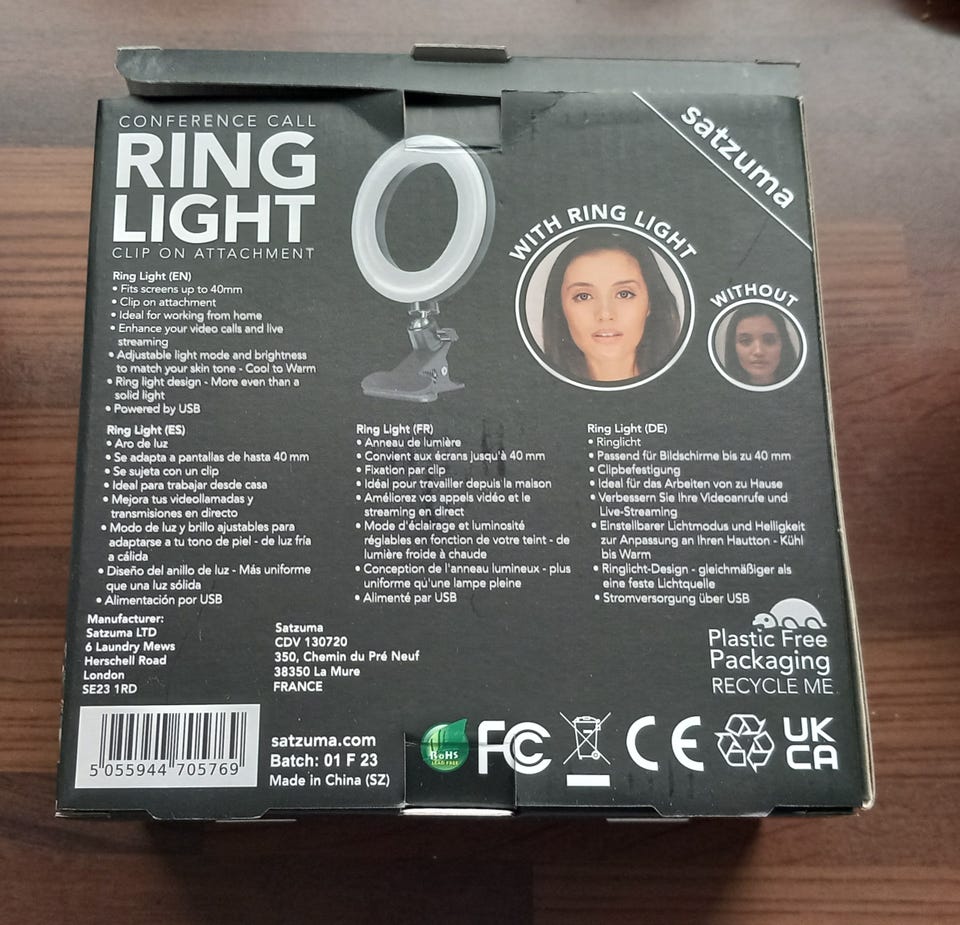 CONFERENCE CALL
RING
LIGHT
CLIP ON ATTACHMENT
satzuma
WITH RING LIGHT
WITHOUT
Ring Light (EN)
• Fits screens up to 40mm
• Clip on attachment
• Ideal for working from home
• Enhance your video calls and live
streaming
• Adjustable light mode and brightness
to match your skin tone - Cool to Warm
• Ring light design - More even than a
solid light
• Powered by USB
Ring Light (ES)
• Aro de luz
• Se adapta a pantallas de hasta 40 mm
• Se sujeta con un clip
• Ideal para trabajar desde casa
• Mejora tus videollamadas y
transmisiones en directo
• Modo de luz y brillo ajustables para
adaptarse a tu tono de piel - de luz fría
a cálida
• Diseño del anillo de luz - Más uniforme
que una luz sólida
• Alimentación por USB
Ring Light (FR)
• Anneau de lumière
• Convient aux écrans jusqu'à 40 mm
• Fixation par clip
• Idéal pour travailler depuis la maison
• Améliorez vos appels vidéo et le
streaming en direct
• Mode d'éclairage et luminosité
réglables en fonction de votre teint - de
lumière froide à chaude
• Conception de l'anneau lumineux - plus
uniforme qu'une lampe pleine
• Alimenté par USB
Ring Light (DE)
• Ringlicht
• Passend für Bildschirme bis zu 40 mm
• Clipbefestigung
• Ideal für das Arbeiten von zu Hause
• Verbessern Sie Ihre Videoanrufe und
Live-Streaming
• Einstellbarer Lichtmodus und Helligkeit
zur Anpassung an Ihren Hautton - Kühl
bis Warm
• Ringlicht-Design - gleichmäßiger als
eine feste Lichtquelle
• Stromversorgung über USB
Manufacturer:
Satzuma LTD
6 Laundry Mews
Herschell Road
London
SE23 1RD
Satzuma
CDV 130720
350, Chemin du Pré Neuf
38350 La Mure
FRANCE
Plastic Free
Packaging
RECYCLE ME
5 055944 705769
satzuma.com
Batch: 01 F 23
Made in China (SZ)
RoHS
LEAD FREE
FC
CE
UK
CA